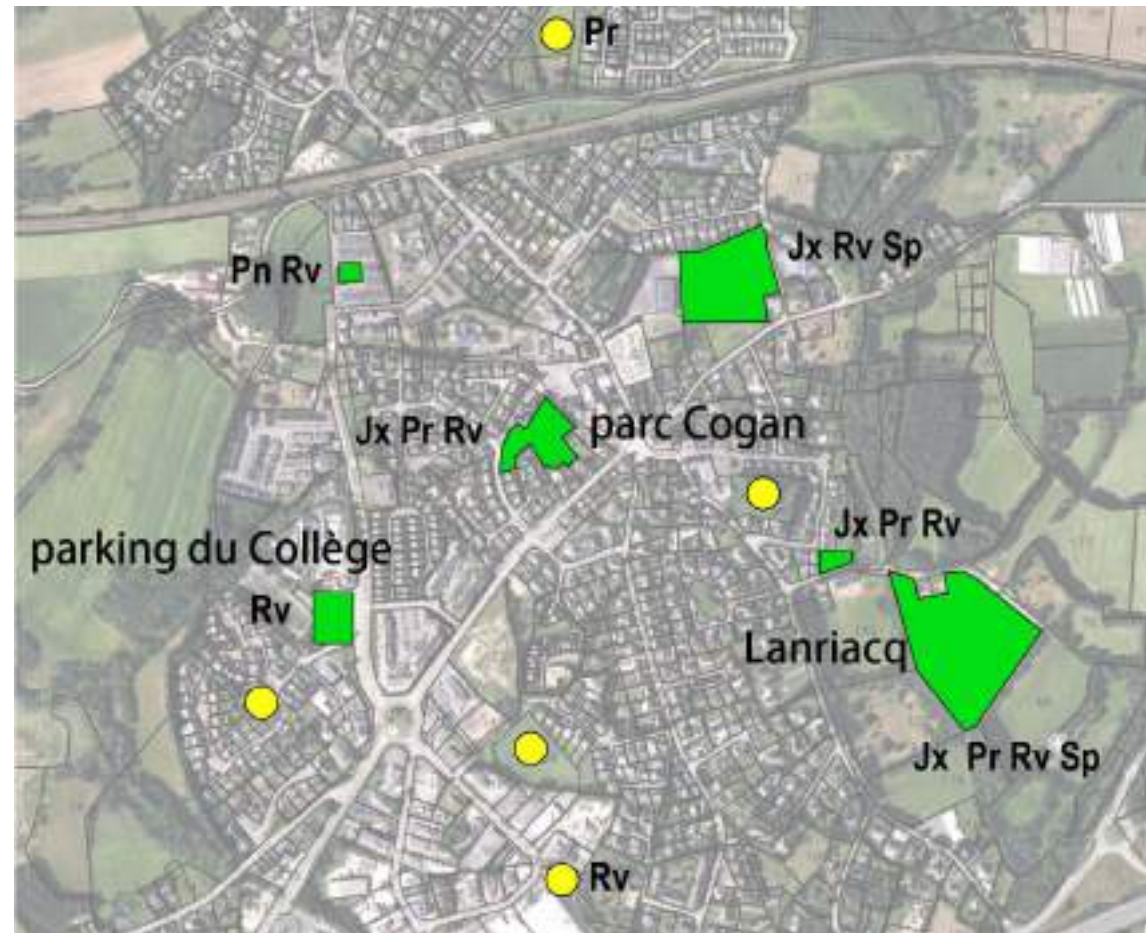 Pr
Jx Rv Sp
Pn Rv
Jx Pr Rv
parc Cogan
Jx Pr Rv
parking du Collège
Rv
Lanriacq
Jx Pr Rv Sp
Rv